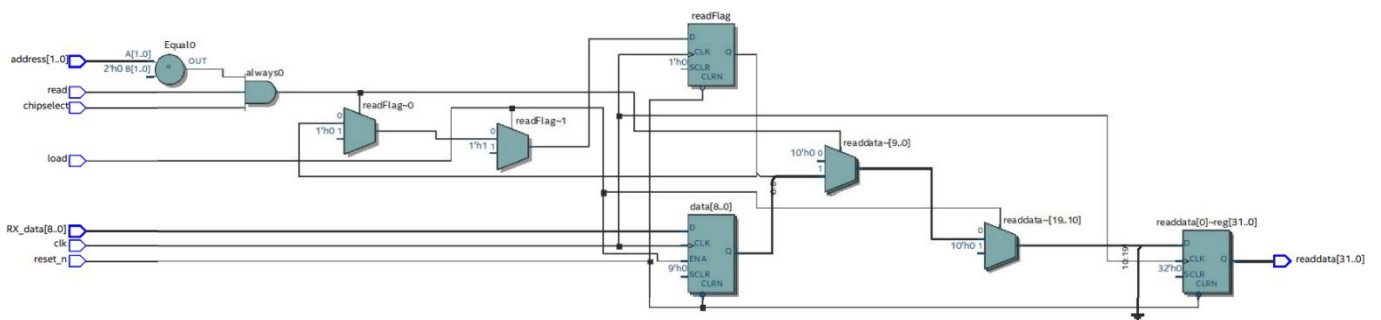 readFlag
D
CLK Q
1'h0 SCLR
CLRN
Equal0
address[1..0] A[1..0] OUT
2'h0 B[1..0] =
always0
read
chipselect
readFlag~0
0
1'h0 1
readFlag~1
0
1'h1 1
load
readdata~[9..0]
10'h0 0
1
data[8..0]
RX_data[8..0] D
clk CLK Q
reset_n ENA
9'h0 SCLR
CLRN
readdata~[19..10]
0
10'h0 1
10:19
readdata[0]~reg[31..0]
D
CLK Q
32'h0 SCLR
CLRN
readdata[31..0]